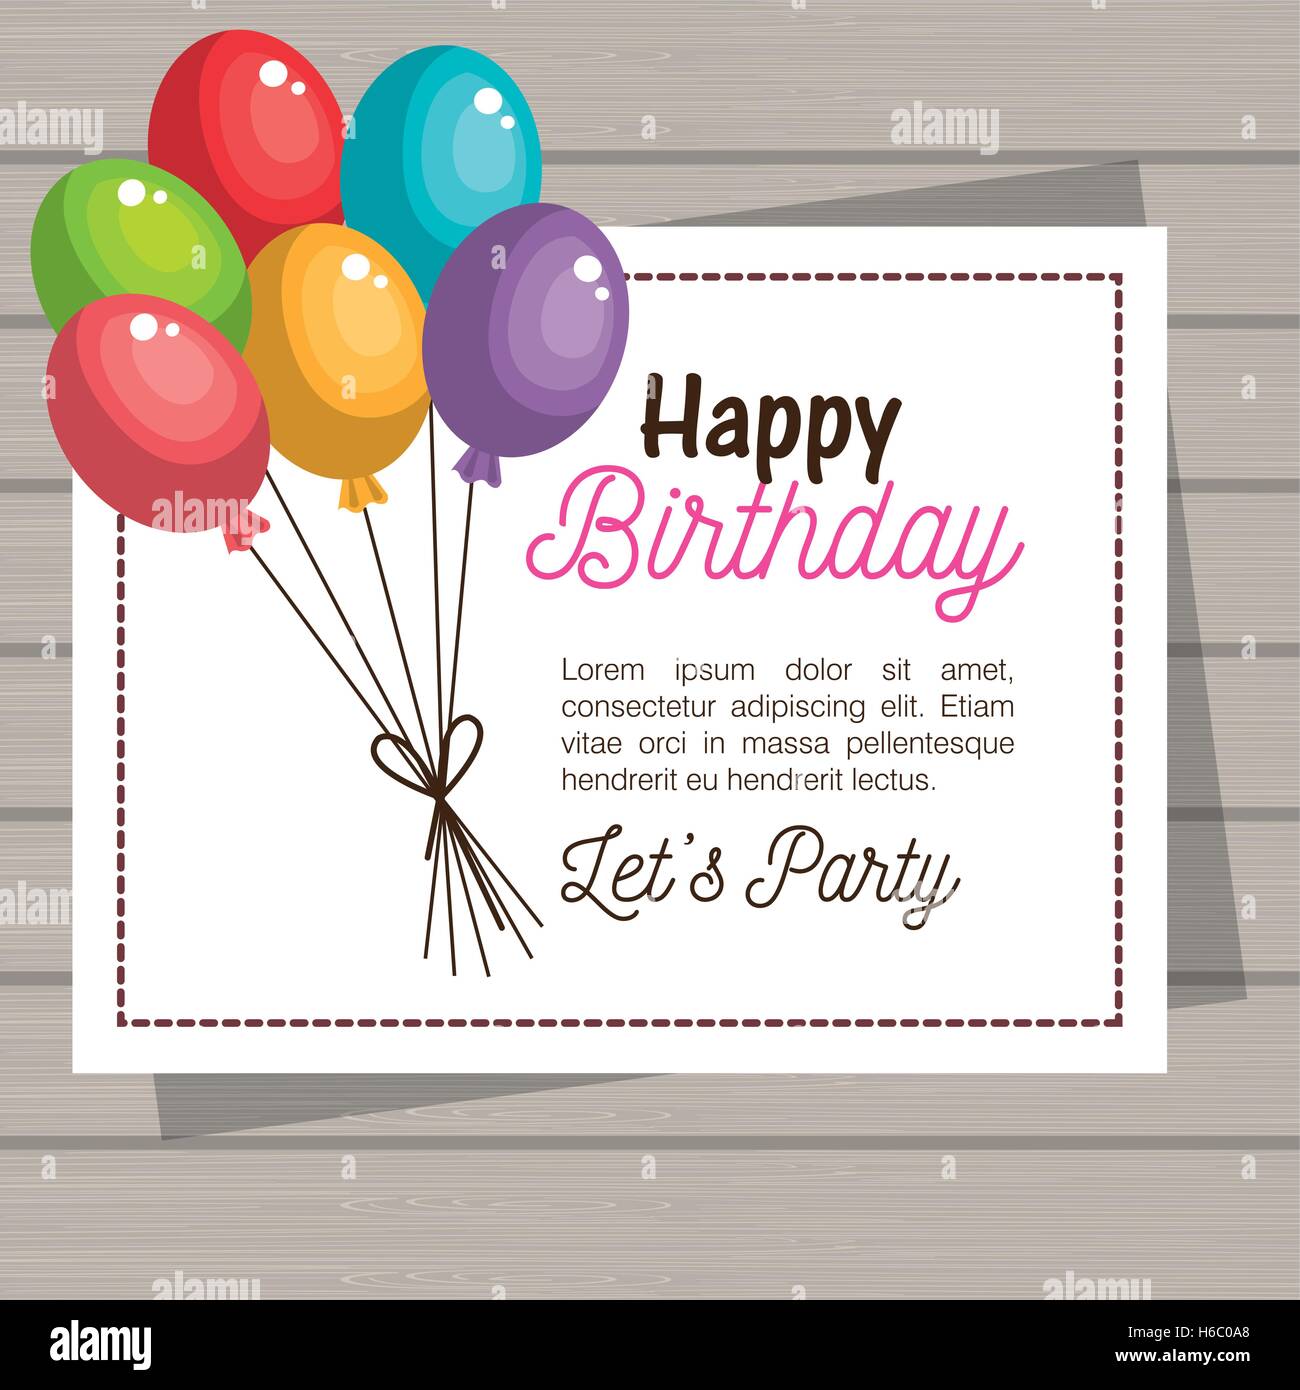 Happy
Birthday
Lorem ipsum dolor sit amet,
consectetur adipiscing elit. Etiam
vitae orci in massa pellentesque
hendrerit eu hendrerit lectus.
Let's Party
alamy
Image ID: H6C0A8
www.alamy.com